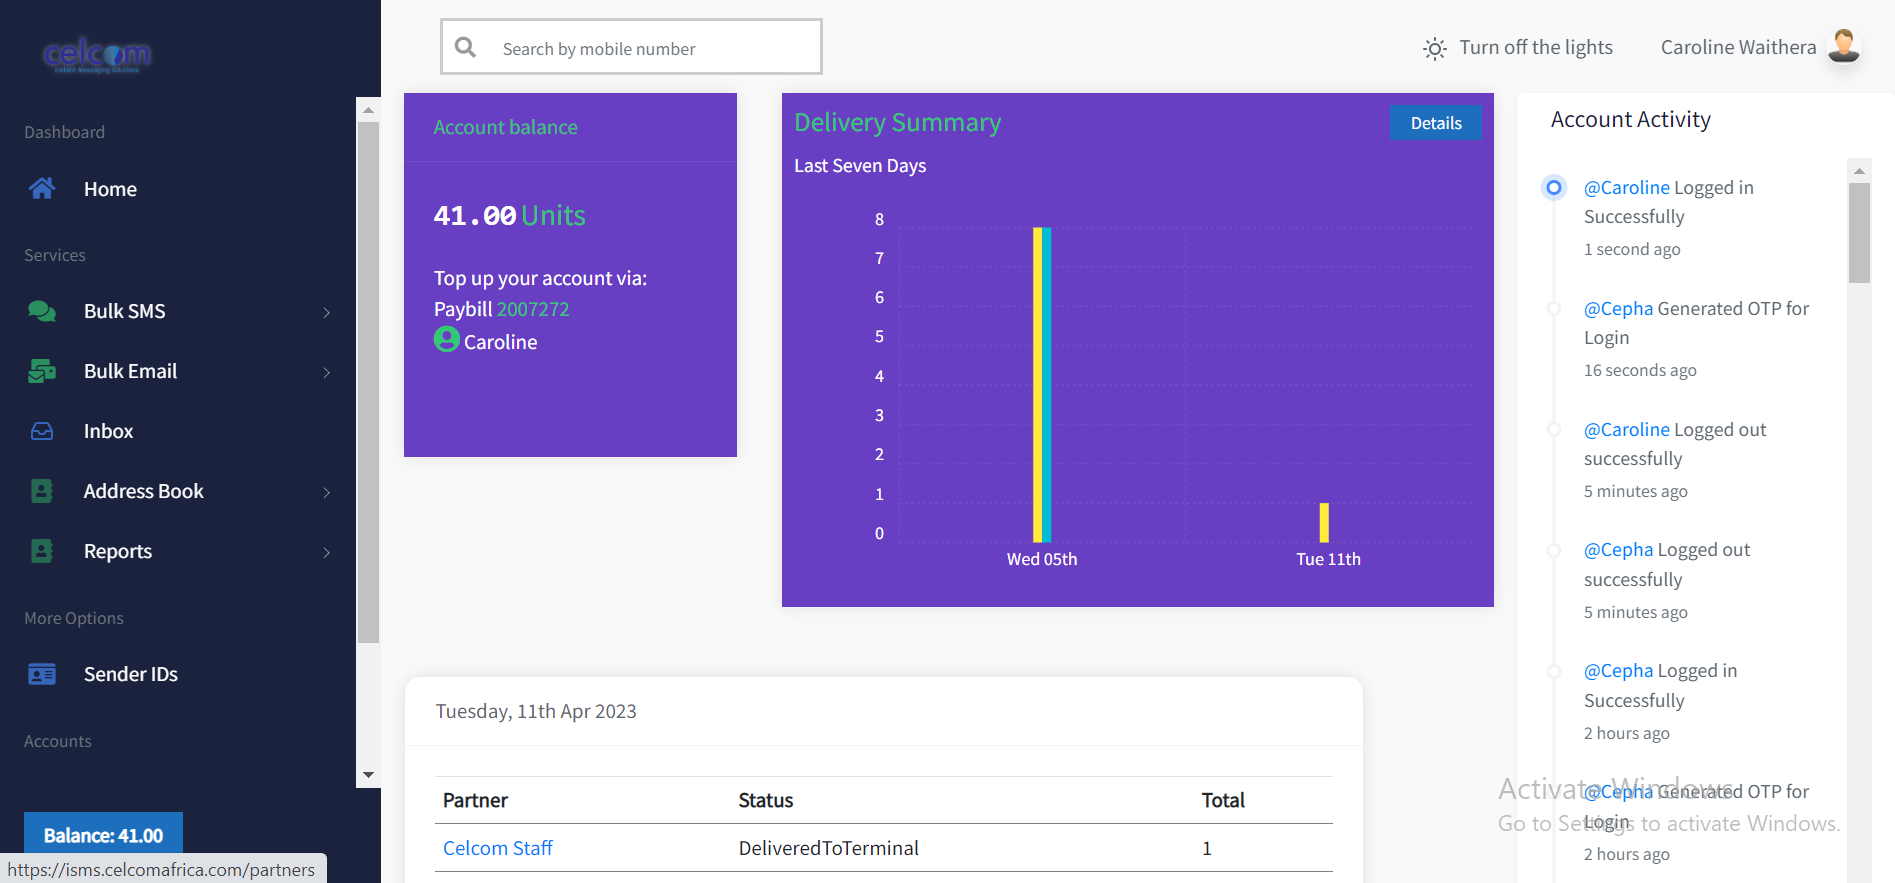 celcom
Instant Messaging Solutions
Search by mobile number
Turn off the lights
Caroline Waithera
Dashboard
Home
Services
Bulk SMS
Bulk Email
Inbox
Address Book
Reports
More Options
Sender IDs
Accounts
Balance: 41.00
https://isms.celcomafrica.com/partners
Account balance
41.00 Units
Top up your account via:
Paybill 2007272
Caroline
Delivery Summary
Details
Last Seven Days
8
7
6
5
4
3
2
1
0
Wed 05th
Tue 11th
Tuesday, 11th Apr 2023
Partner Status Total
Celcom Staff DeliveredToTerminal 1
Account Activity
@Caroline Logged in
Successfully
1 second ago
@Cepha Generated OTP for
Login
16 seconds ago
@Caroline Logged out
successfully
5 minutes ago
@Cepha Logged out
successfully
5 minutes ago
@Cepha Logged in
Successfully
2 hours ago
@Cepha Generated OTP for
Login
2 hours ago
Activate Windows
Go to Settings to activate Windows.